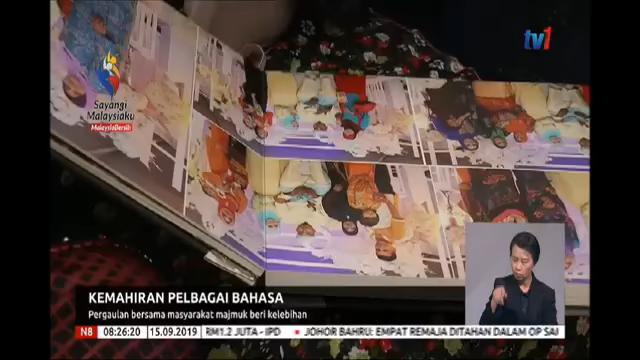 tv1
Sayangi
Malaysiaku
MalaysiaBersih
KEMAHIRAN PELBAGAI BAHASA
Pergaulan bersama masyarakat majmuk beri kelebihan
N8 08:26:20 15.09.2019 RM1.2 JUTA - IPD JOHOR BAHRU: EMPAT REMAJA DITAHAN DALAM OP SAI